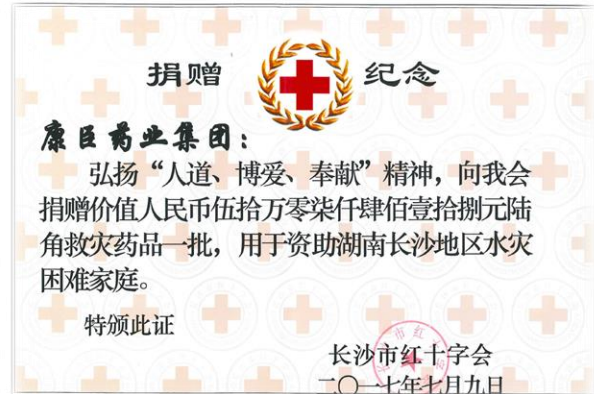 捐赠 纪念
康臣药业集团：
弘扬“人道、博爱、奉献”精神，向我会
捐赠价值人民币伍拾万零柒仟肆佰壹拾捌元陆
角救灾药品一批，用于资助湖南长沙地区水灾
困难家庭。
特颁此证
长沙市红十字会
二〇一七年七月九日